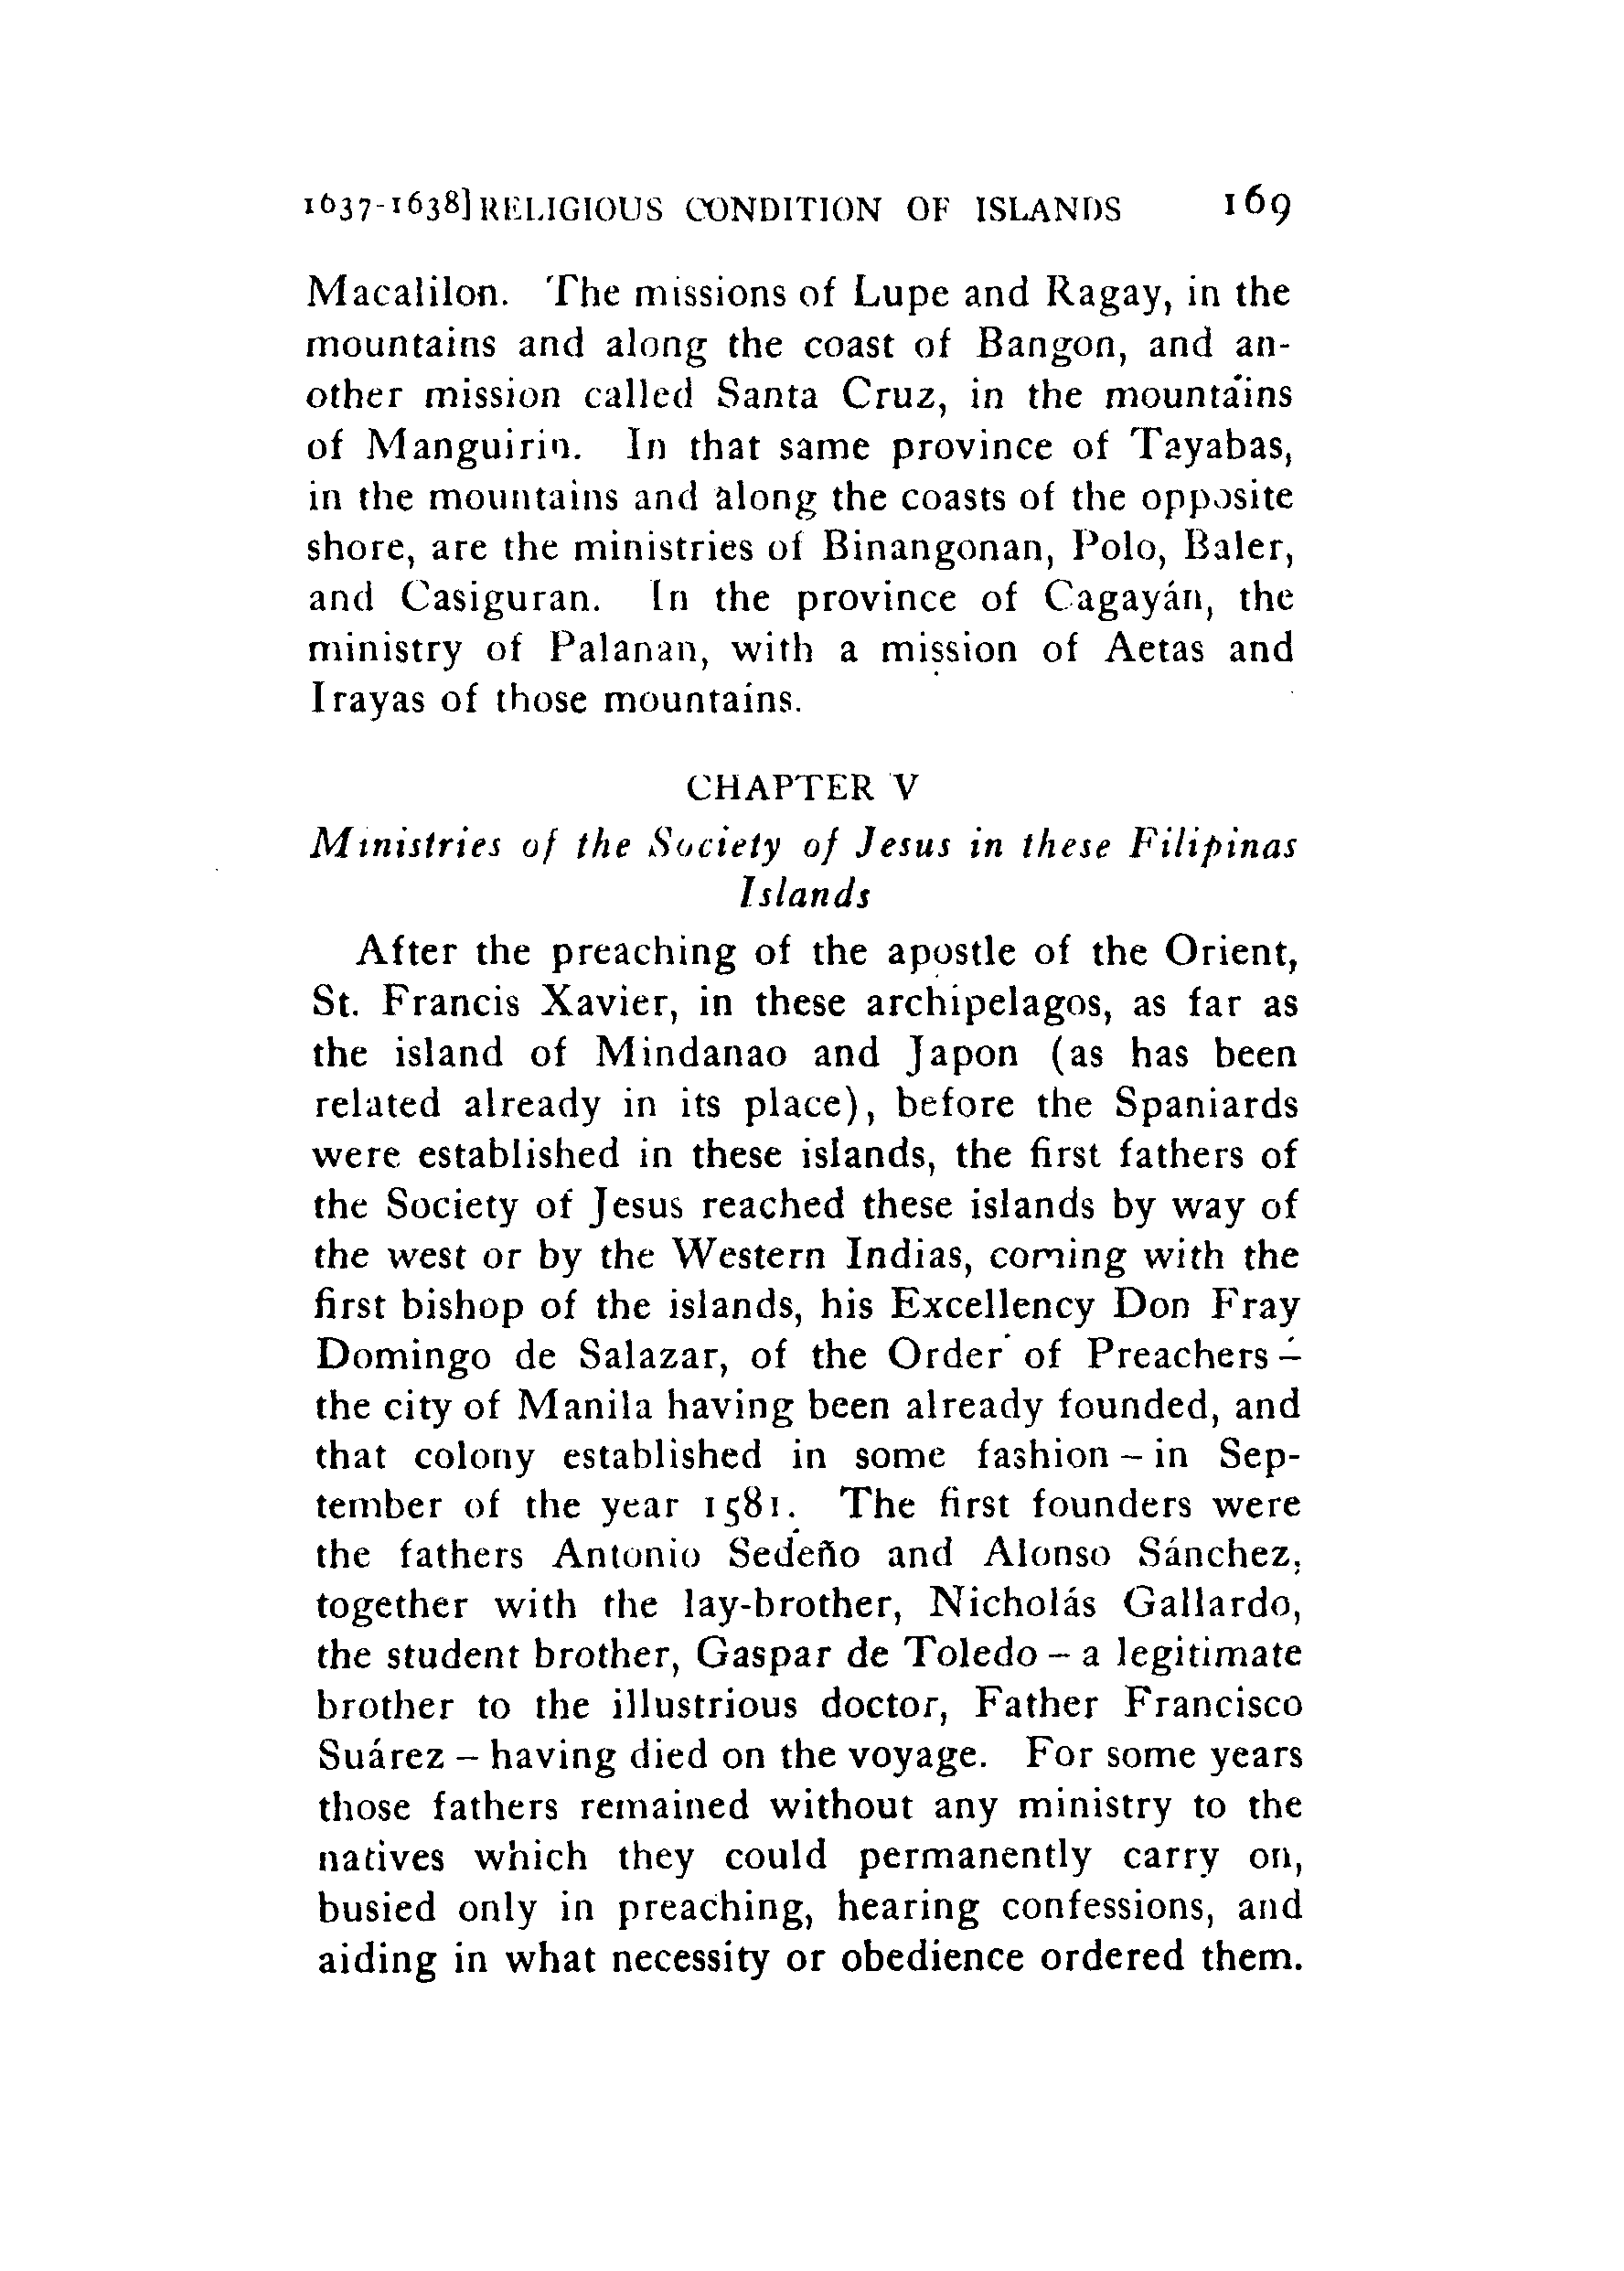 1637-1638] RELIGIOUS CONDITION OF ISLANDS 169
Macalilon. The missions of Lupe and Ragay, in the
mountains and along the coast of Bangon, and an-
other mission called Santa Cruz, in the mountains
of Manguirin. In that same province of Tayabas,
in the mountains and along the coasts of the opposite
shore, are the ministries of Binangonan, Polo, Baler,
and Casiguran. In the province of Cagayán, the
ministry of Palanan, with a mission of Aetas and
Irayas of those mountains.
CHAPTER V
Ministries of the Society of Jesus in these Filipinas
Islands
After the preaching of the apostle of the Orient,
St. Francis Xavier, in these archipelagos, as far as
the island of Mindanao and Japon (as has been
related already in its place), before the Spaniards
were established in these islands, the first fathers of
the Society of Jesus reached these islands by way of
the west or by the Western Indias, coming with the
first bishop of the islands, his Excellency Don Fray
Domingo de Salazar, of the Order of Preachers –
the city of Manila having been already founded, and
that colony established in some fashion – in Sep-
tember of the year 1581. The first founders were
the fathers Antonio Sedeño and Alonso Sánchez,
together with the lay-brother, Nicholás Gallardo,
the student brother, Gaspar de Toledo – a legitimate
brother to the illustrious doctor, Father Francisco
Suárez – having died on the voyage. For some years
those fathers remained without any ministry to the
natives which they could permanently carry on,
busied only in preaching, hearing confessions, and
aiding in what necessity or obedience ordered them.